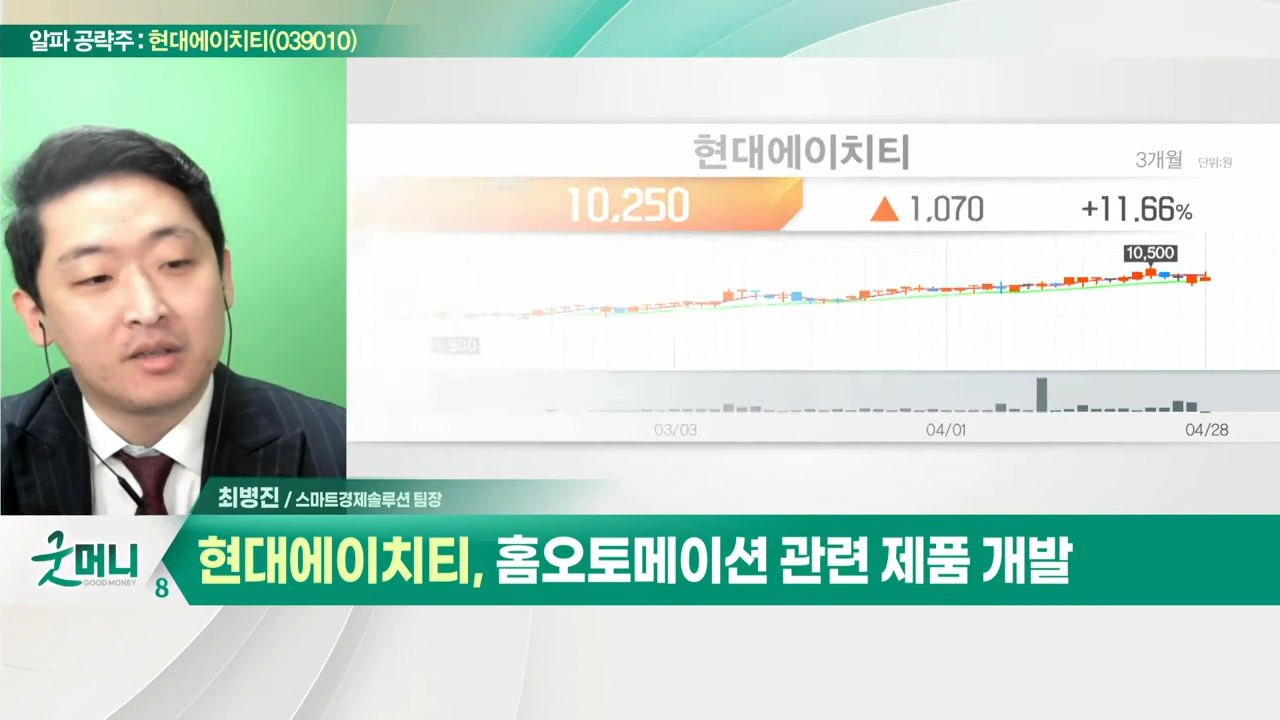 알파 공략주 : 현대에이치티(039010)
현대에이치티
3개월 단위:원
10,250 ▲ 1,070 +11.66%
10,500
03/03 04/01 04/28
최병진 / 스마트경제솔루션 팀장
굿머니
GOOD MONEY
8
현대에이치티, 홈오토메이션 관련 제품 개발